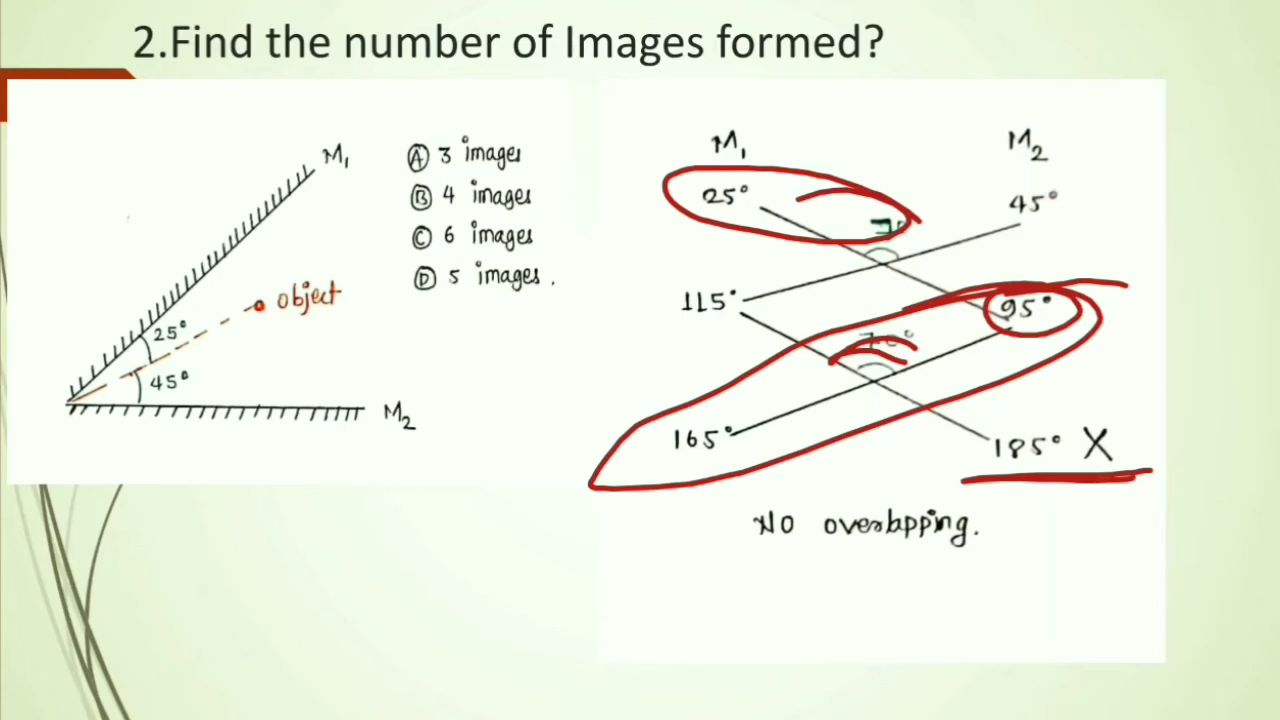 2.Find the number of Images formed?
M₁
Ⓐ 3 images
Ⓑ 4 images
Ⓒ 6 images
Ⓓ 5 images.
object
25°
45°
M₂
M₁ M₂
25° 45°
115° 95°
70°
165° 185° X
No overlapping.